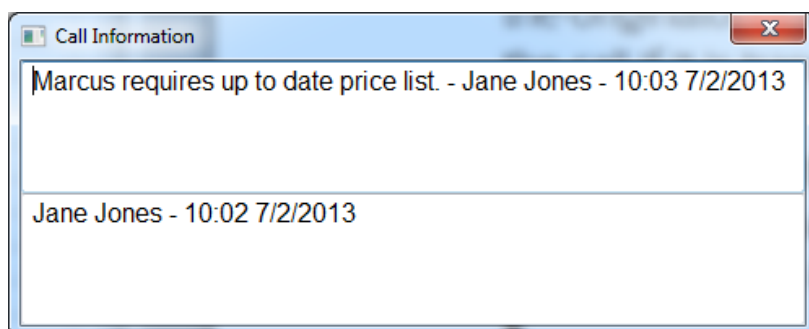 Call Information
Marcus requires up to date price list. - Jane Jones - 10:03 7/2/2013
Jane Jones - 10:02 7/2/2013